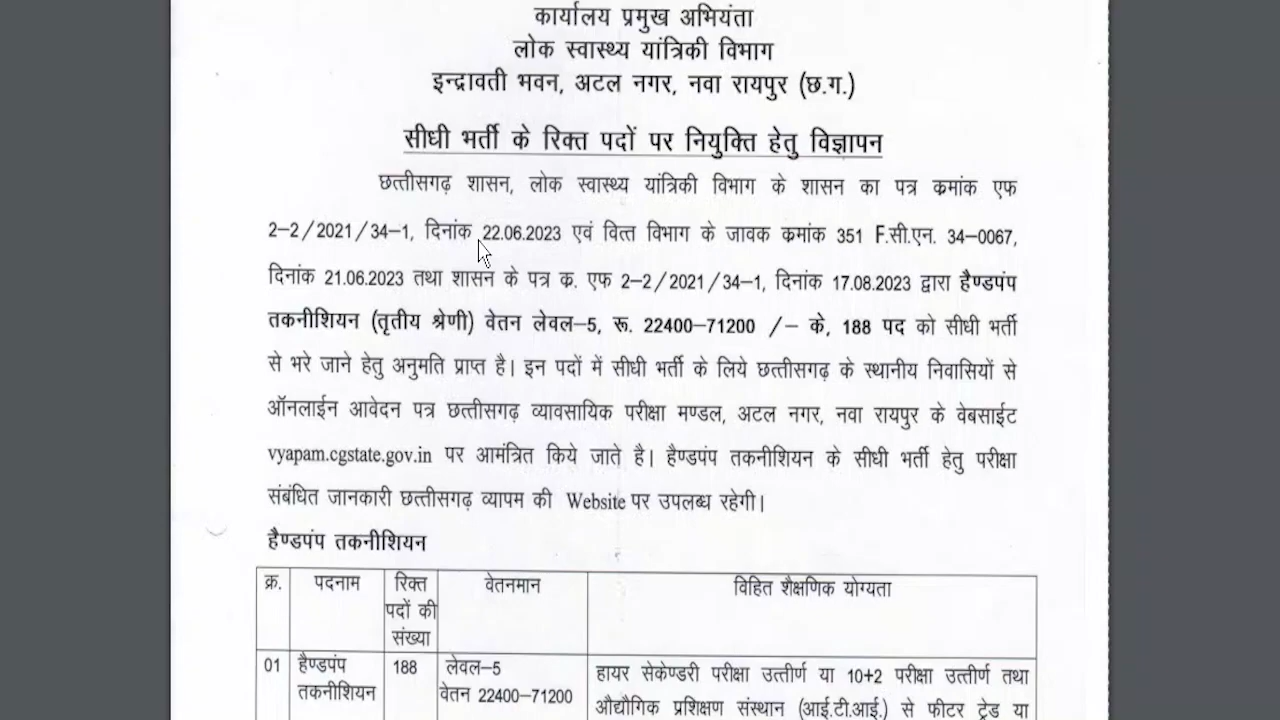 कार्यालय प्रमुख अभियंता
लोक स्वास्थ्य यांत्रिकी विभाग
इन्द्रावती भवन, अटल नगर, नवा रायपुर (छ.ग.)
सीधी भर्ती के रिक्त पदों पर नियुक्ति हेतु विज्ञापन
छत्तीसगढ़ शासन, लोक स्वास्थ्य यांत्रिकी विभाग के शासन का पत्र क्रमांक एफ
2–2/2021/34–1, दिनांक 22.06.2023 एवं वित्त विभाग के जावक क्रमांक 351 F.सी.एन. 34–0067,
दिनांक 21.06.2023 तथा शासन के पत्र क्र. एफ 2–2/2021/34–1, दिनांक 17.08.2023 द्वारा हैण्डपंप
तकनीशियन (तृतीय श्रेणी) वेतन लेवल–5, रू. 22400–71200 /– के, 188 पद को सीधी भर्ती
से भरे जाने हेतु अनुमति प्राप्त है। इन पदों में सीधी भर्ती के लिये छत्तीसगढ़ के स्थानीय निवासियों से
ऑनलाईन आवेदन पत्र छत्तीसगढ़ व्यावसायिक परीक्षा मण्डल, अटल नगर, नवा रायपुर के वेबसाईट
vyapam.cgstate.gov.in पर आमंत्रित किये जाते है। हैण्डपंप तकनीशियन के सीधी भर्ती हेतु परीक्षा
संबंधित जानकारी छत्तीसगढ़ व्यापम की Website पर उपलब्ध रहेगी।
हैण्डपंप तकनीशियन
क्र. पदनाम रिक्त वेतनमान विहित शैक्षणिक योग्यता
पदों की
संख्या
01 हैण्डपंप 188 लेवल–5 हायर सेकेण्डरी परीक्षा उत्तीर्ण या 10+2 परीक्षा उत्तीर्ण तथा
तकनीशियन वेतन 22400–71200 औद्योगिक प्रशिक्षण संस्थान (आई.टी.आई.) से फीटर ट्रेड या